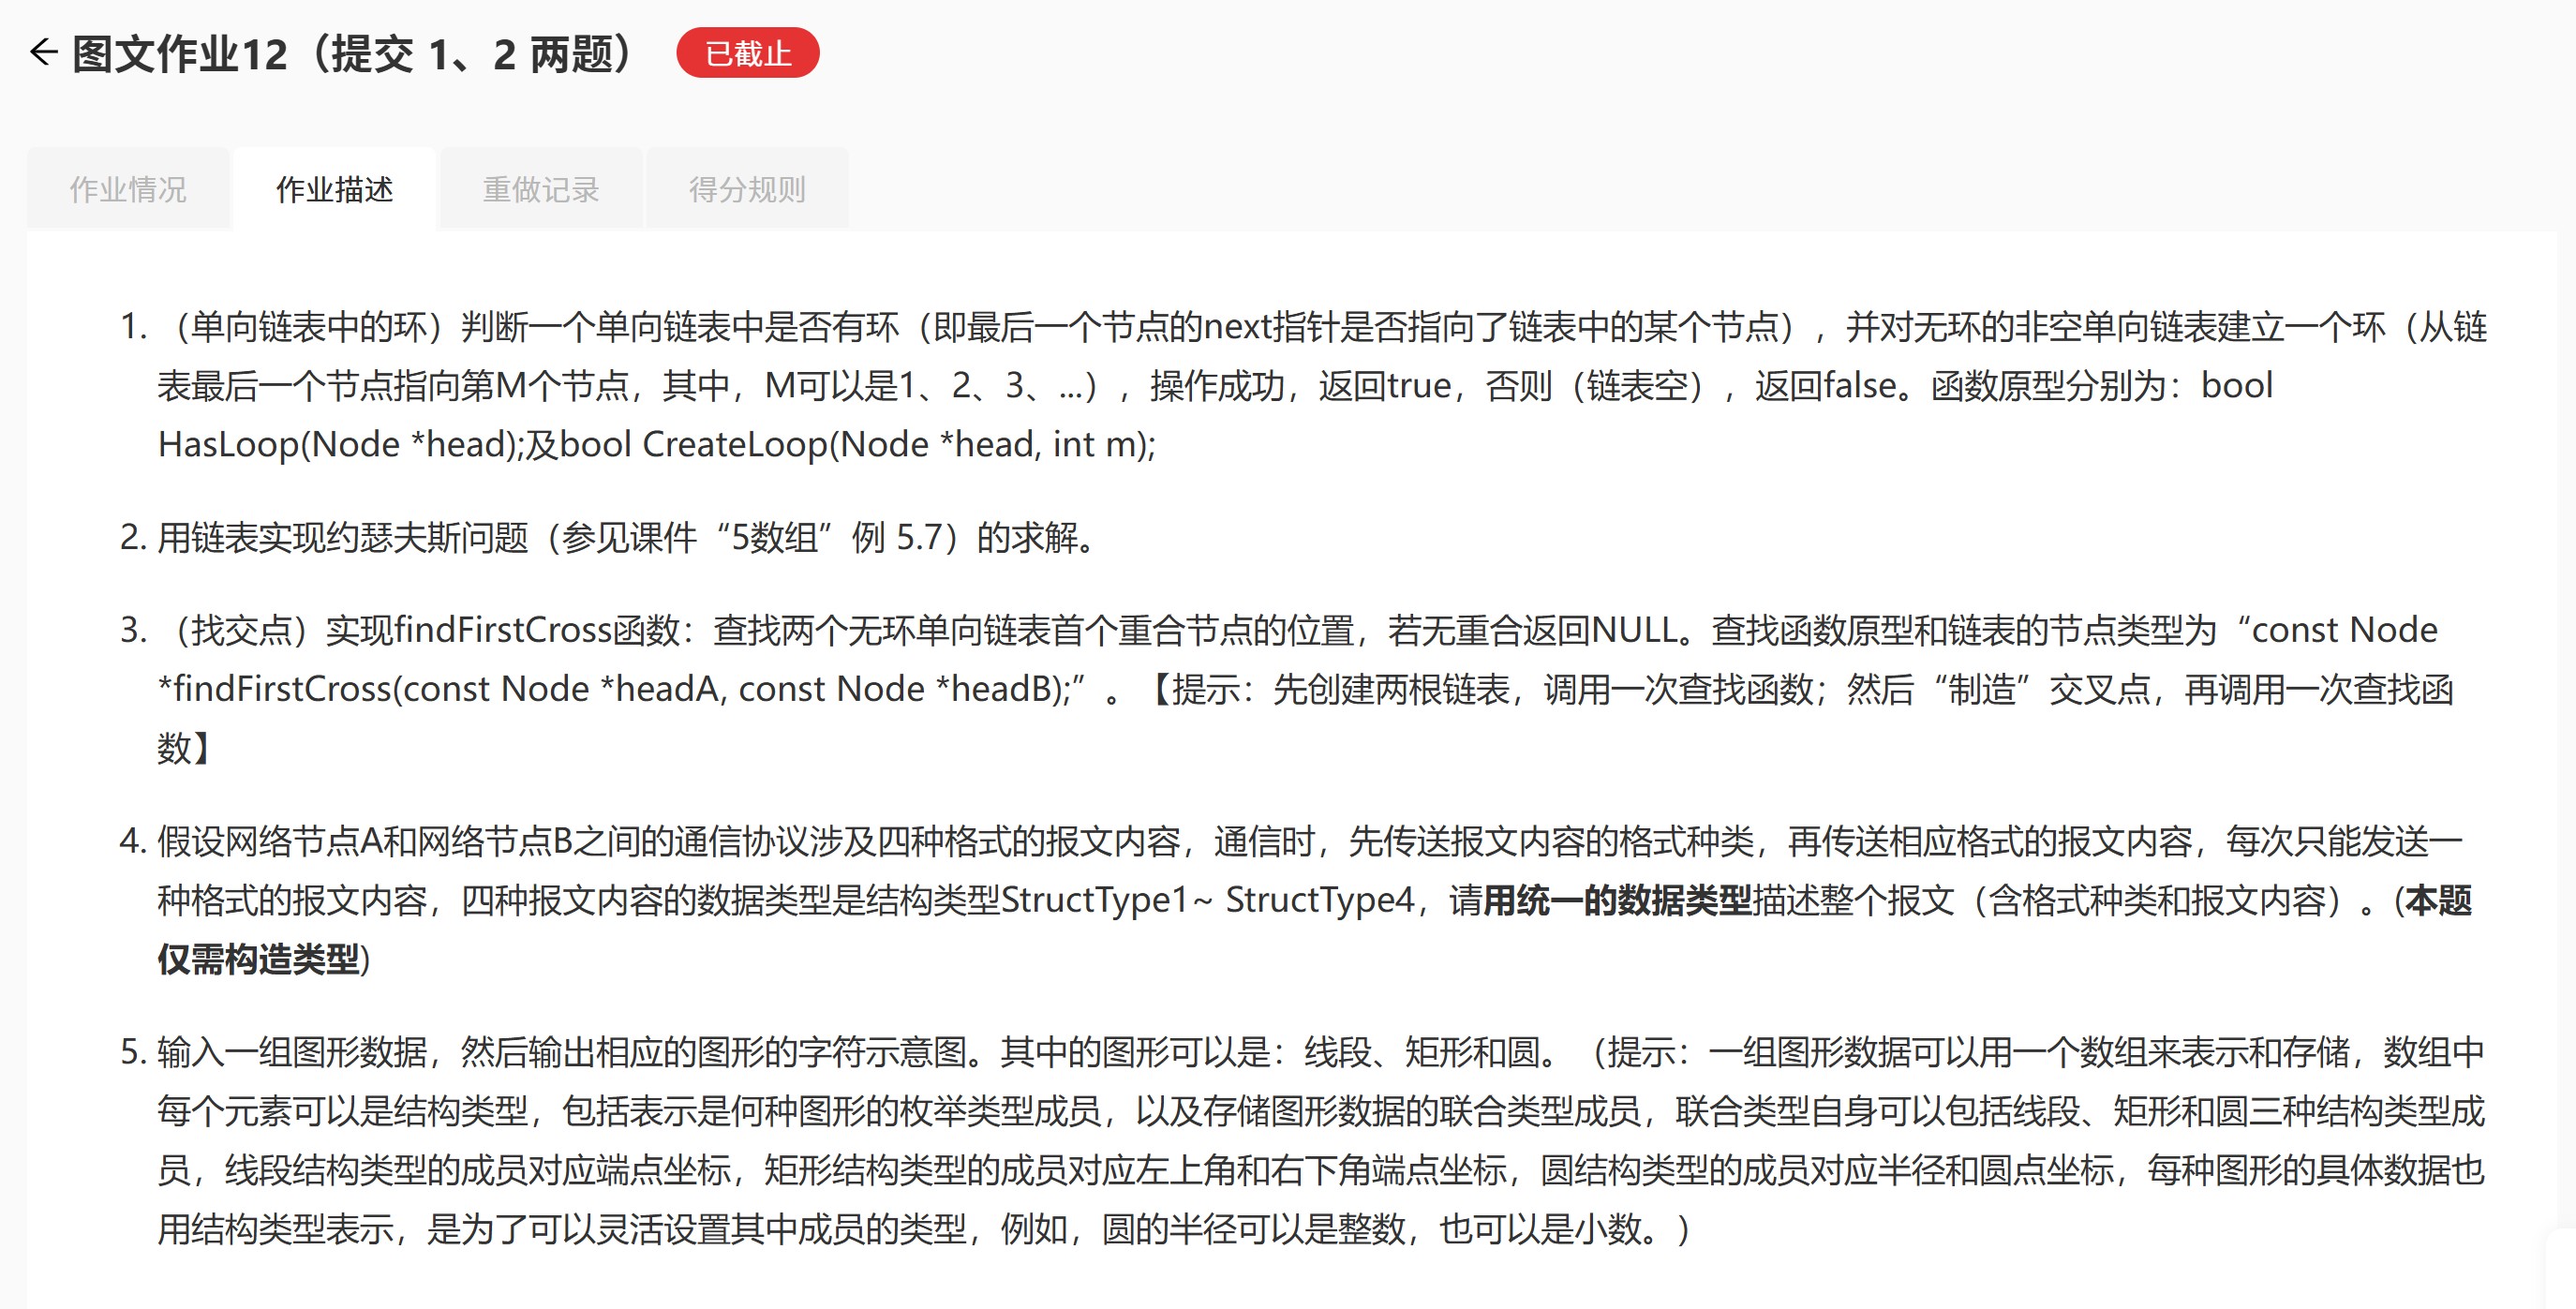 ← 图文作业12（提交 1、2 两题） 已截止
作业情况 作业描述 重做记录 得分规则
1. （单向链表中的环）判断一个单向链表中是否有环（即最后一个节点的next指针是否指向了链表中的某个节点），并对无环的非空单向链表建立一个环（从链
表最后一个节点指向第M个节点，其中，M可以是1、2、3、...），操作成功，返回true，否则（链表空），返回false。函数原型分别为：bool
HasLoop(Node *head);及bool CreateLoop(Node *head, int m);
2. 用链表实现约瑟夫斯问题（参见课件“5数组”例 5.7）的求解。
3. （找交点）实现findFirstCross函数：查找两个无环单向链表首个重合节点的位置，若无重合返回NULL。查找函数原型和链表的节点类型为“const Node
*findFirstCross(const Node *headA, const Node *headB);”。【提示：先创建两根链表，调用一次查找函数；然后“制造”交叉点，再调用一次查找函
数】
4. 假设网络节点A和网络节点B之间的通信协议涉及四种格式的报文内容，通信时，先传送报文内容的格式种类，再传送相应格式的报文内容，每次只能发送一
种格式的报文内容，四种报文内容的数据类型是结构类型StructType1~ StructType4，请用统一的数据类型描述整个报文（含格式种类和报文内容）。(本题
仅需构造类型)
5. 输入一组图形数据，然后输出相应的图形的字符示意图。其中的图形可以是：线段、矩形和圆。（提示：一组图形数据可以用一个数组来表示和存储，数组中
每个元素可以是结构类型，包括表示是何种图形的枚举类型成员，以及存储图形数据的联合类型成员，联合类型自身可以包括线段、矩形和圆三种结构类型成
员，线段结构类型的成员对应端点坐标，矩形结构类型的成员对应左上角和右下角端点坐标，圆结构类型的成员对应半径和圆点坐标，每种图形的具体数据也
用结构类型表示，是为了可以灵活设置其中成员的类型，例如，圆的半径可以是整数，也可以是小数。）